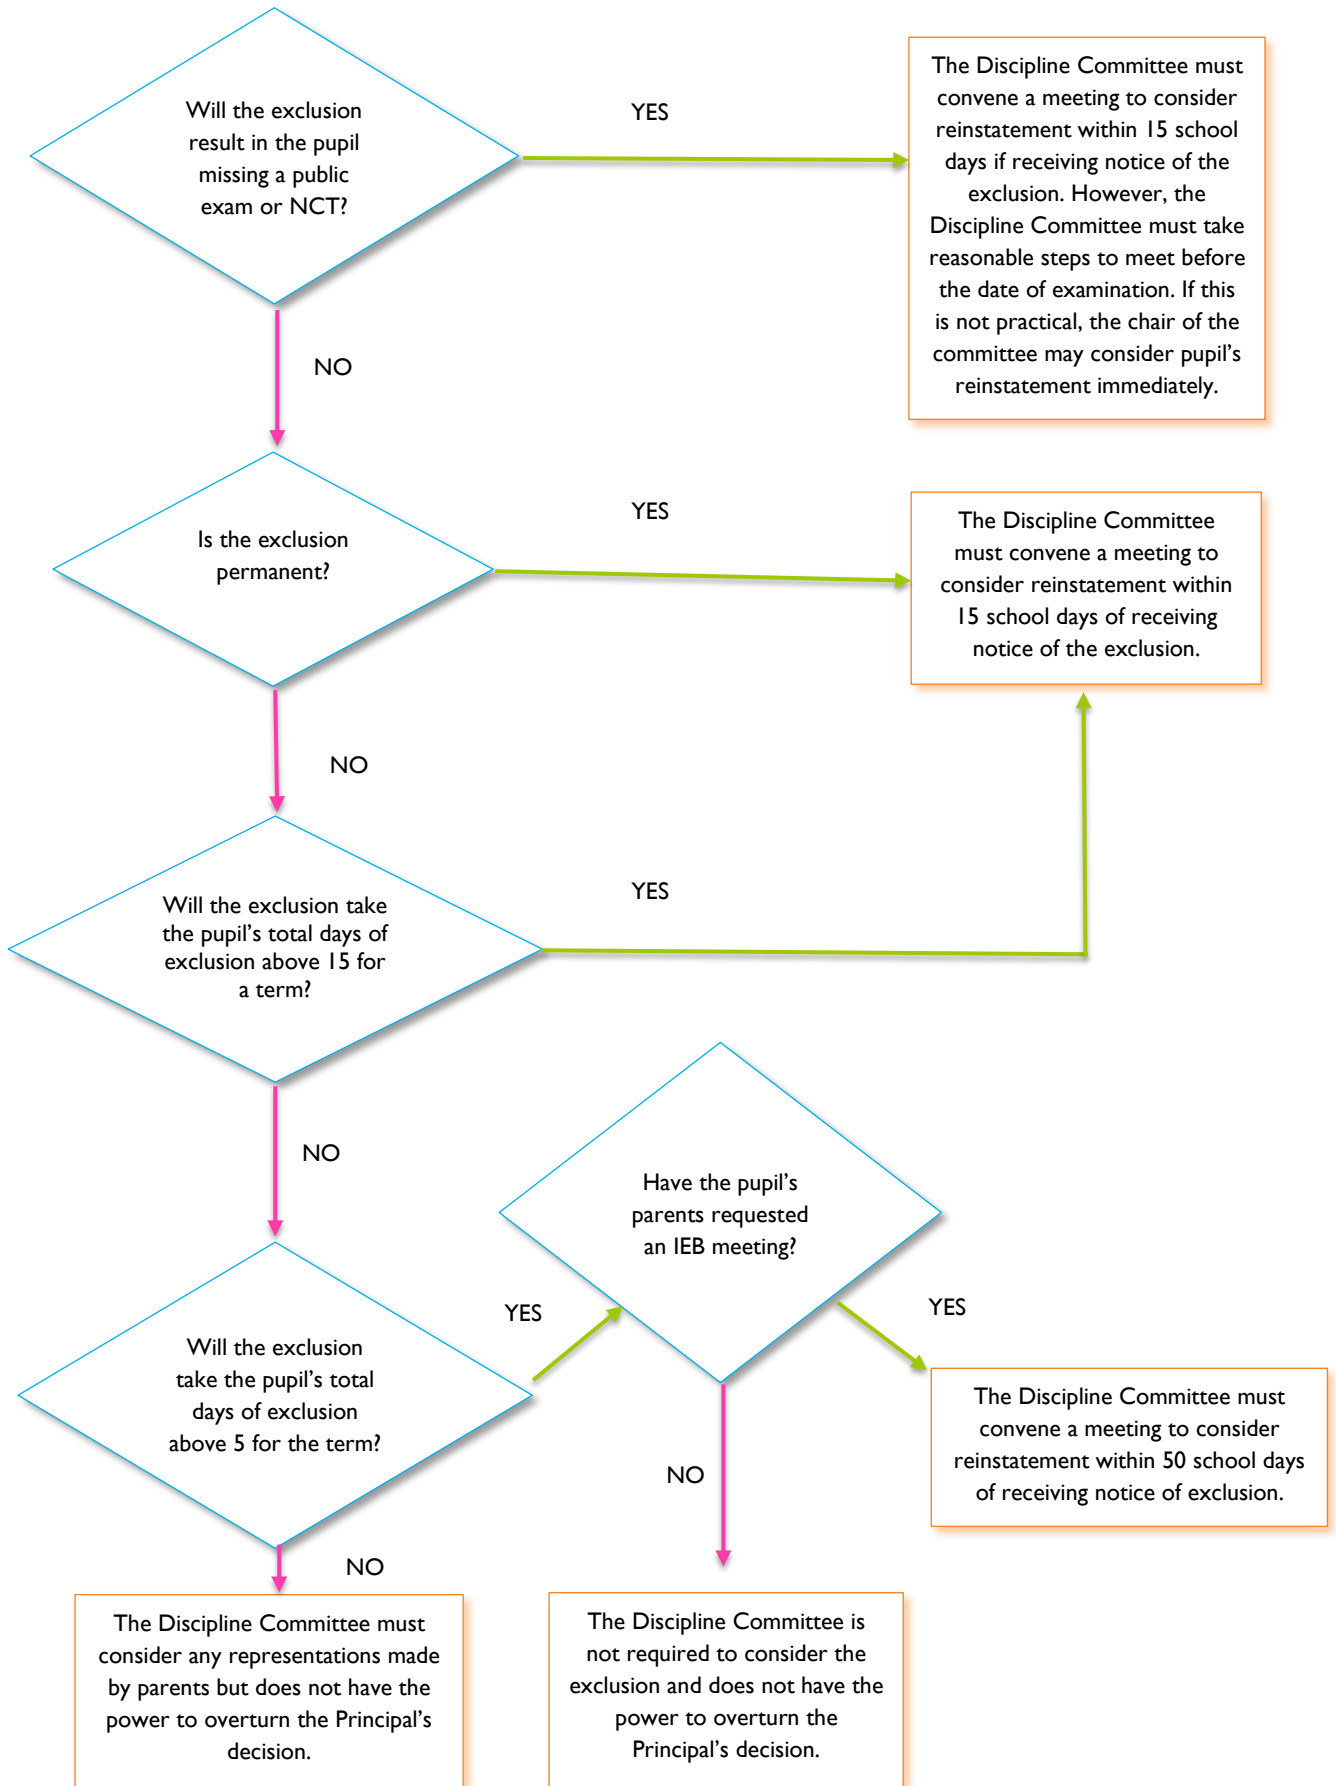 Will the exclusion
result in the pupil
missing a public
exam or NCT?
YES
The Discipline Committee must
convene a meeting to consider
reinstatement within 15 school
days if receiving notice of the
exclusion. However, the
Discipline Committee must take
reasonable steps to meet before
the date of examination. If this
is not practical, the chair of the
committee may consider pupil's
reinstatement immediately.
NO
Is the exclusion
permanent?
YES
The Discipline Committee
must convene a meeting to
consider reinstatement within
15 school days of receiving
notice of the exclusion.
NO
Will the exclusion take
the pupil's total days of
exclusion above 15 for
a term?
YES
NO
Have the pupil's
parents requested
an IEB meeting?
YES
YES
Will the exclusion
take the pupil's total
days of exclusion
above 5 for the term?
The Discipline Committee must
convene a meeting to consider
reinstatement within 50 school days
of receiving notice of exclusion.
NO
NO
The Discipline Committee must
consider any representations made
by parents but does not have the
power to overturn the Principal's
decision.
The Discipline Committee is
not required to consider the
exclusion and does not have the
power to overturn the
Principal's decision.